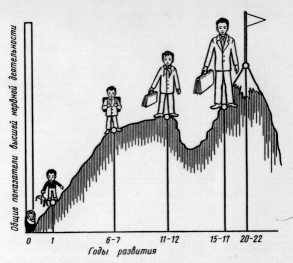 Общие показатели высшей нервной деятельности
0 1 6-7 11-12 15-17 20-22
Годы развития